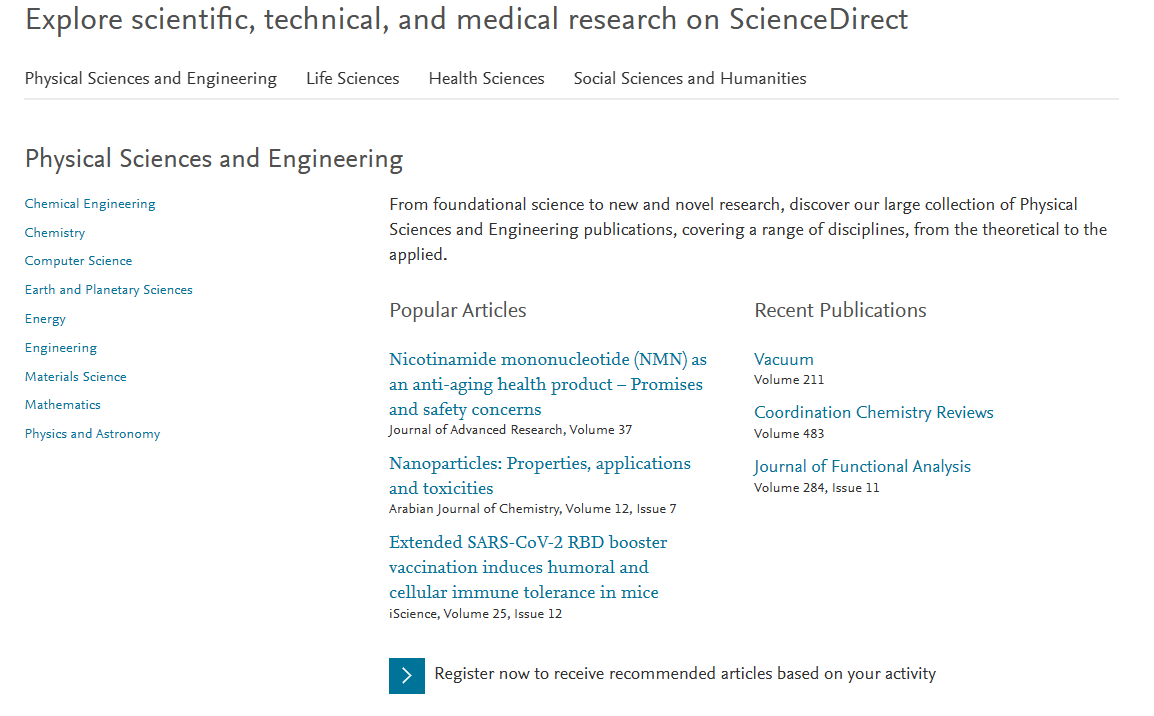 Explore scientific, technical, and medical research on ScienceDirect
Physical Sciences and Engineering Life Sciences Health Sciences Social Sciences and Humanities
Physical Sciences and Engineering
Chemical Engineering
Chemistry
Computer Science
Earth and Planetary Sciences
Energy
Engineering
Materials Science
Mathematics
Physics and Astronomy
From foundational science to new and novel research, discover our large collection of Physical
Sciences and Engineering publications, covering a range of disciplines, from the theoretical to the
applied.
Popular Articles
Nicotinamide mononucleotide (NMN) as
an anti-aging health product – Promises
and safety concerns
Journal of Advanced Research, Volume 37
Nanoparticles: Properties, applications
and toxicities
Arabian Journal of Chemistry, Volume 12, Issue 7
Extended SARS-CoV-2 RBD booster
vaccination induces humoral and
cellular immune tolerance in mice
iScience, Volume 25, Issue 12
Recent Publications
Vacuum
Volume 211
Coordination Chemistry Reviews
Volume 483
Journal of Functional Analysis
Volume 284, Issue 11
Register now to receive recommended articles based on your activity